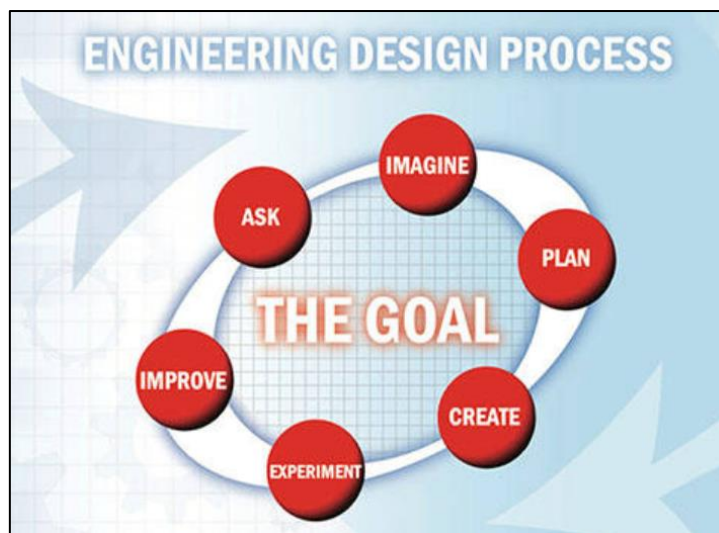 ENGINEERING DESIGN PROCESS
IMAGINE
ASK
PLAN
THE GOAL
IMPROVE
CREATE
EXPERIMENT